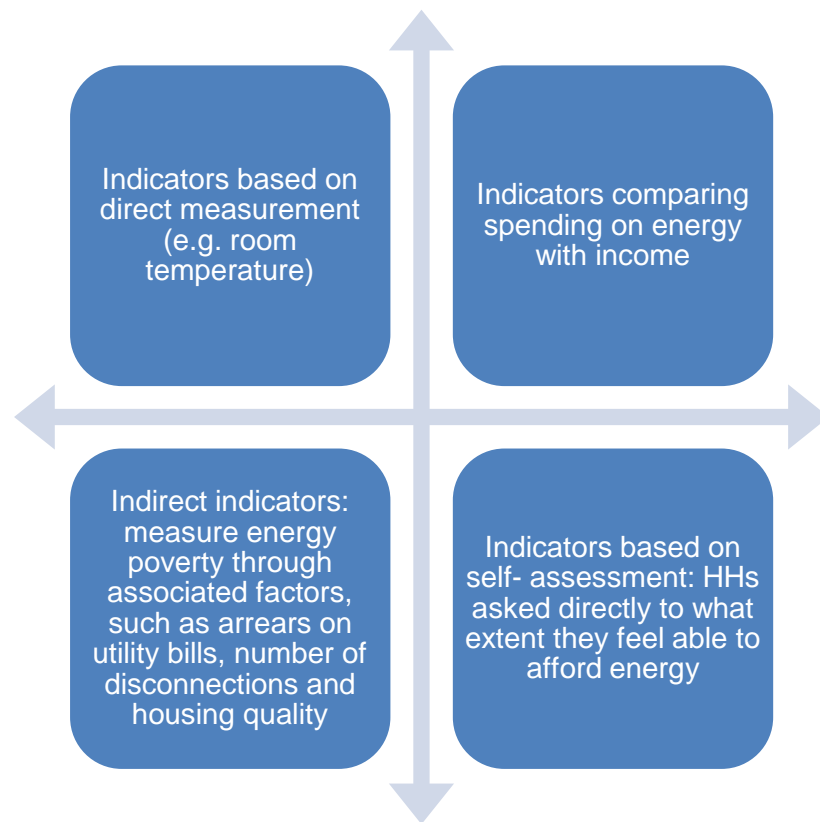 Indicators based on
direct measurement
(e.g. room
temperature)
Indicators comparing
spending on energy
with income
Indirect indicators:
measure energy
poverty through
associated factors,
such as arrears on
utility bills, number of
disconnections and
housing quality
Indicators based on
self- assessment: HHs
asked directly to what
extent they feel able to
afford energy